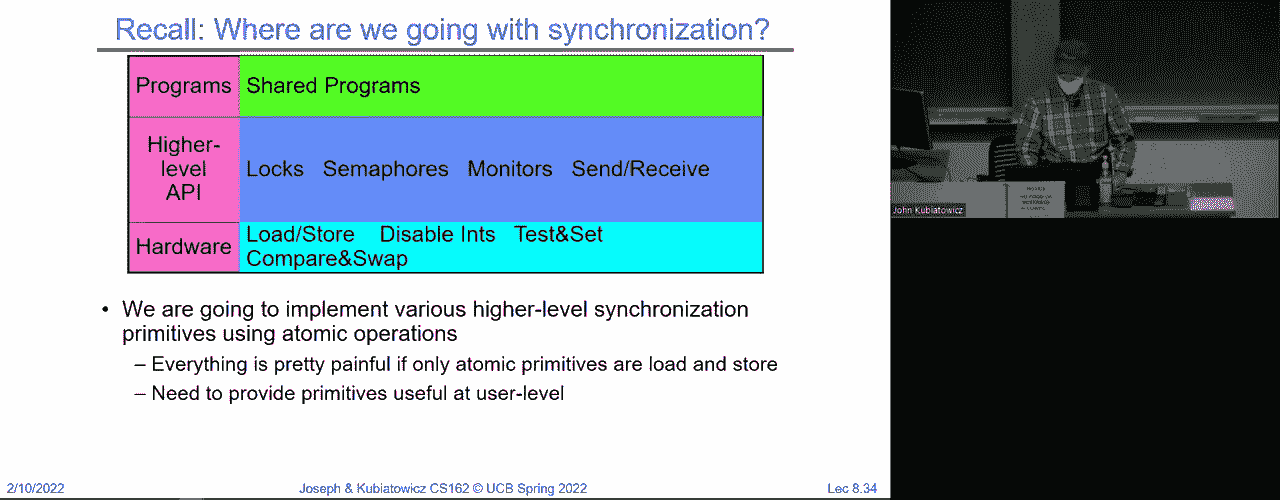 Recall: Where are we going with synchronization?
Programs
Shared Programs
Higher-
level
API
Locks Semaphores Monitors Send/Receive
Hardware
Load/Store Disable Ints Test&Set
Compare&Swap
• We are going to implement various higher-level synchronization
primitives using atomic operations
– Everything is pretty painful if only atomic primitives are load and store
– Need to provide primitives useful at user-level
2/10/2022
Joseph & Kubiatowicz CS162 © UCB Spring 2022
Lec 8.34
John Kubiatowicz